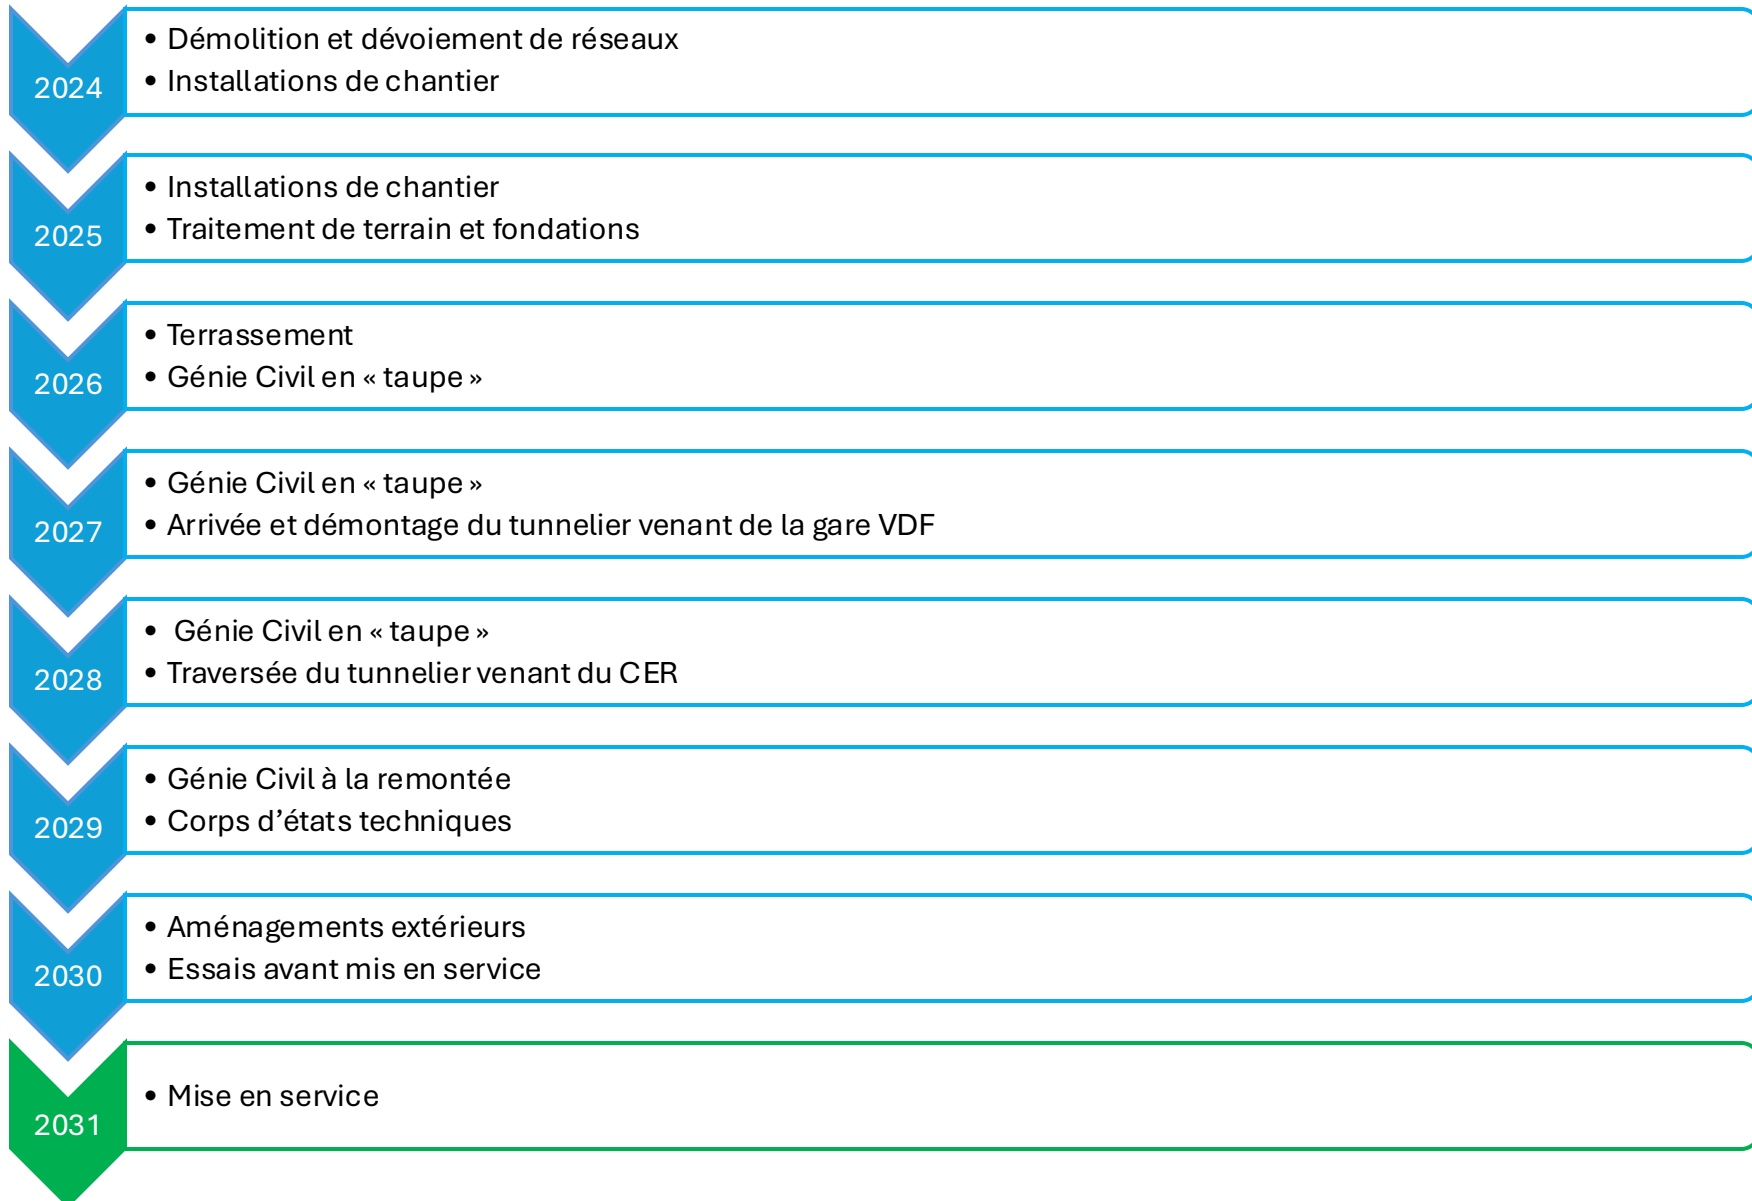 2024
• Démolition et dévoiement de réseaux
• Installations de chantier
2025
• Installations de chantier
• Traitement de terrain et fondations
2026
• Terrassement
• Génie Civil en « taupe »
2027
• Génie Civil en « taupe »
• Arrivée et démontage du tunnelier venant de la gare VDF
2028
• Génie Civil en « taupe »
• Traversée du tunnelier venant du CER
2029
• Génie Civil à la remontée
• Corps d’états techniques
2030
• Aménagements extérieurs
• Essais avant mis en service
2031
• Mise en service